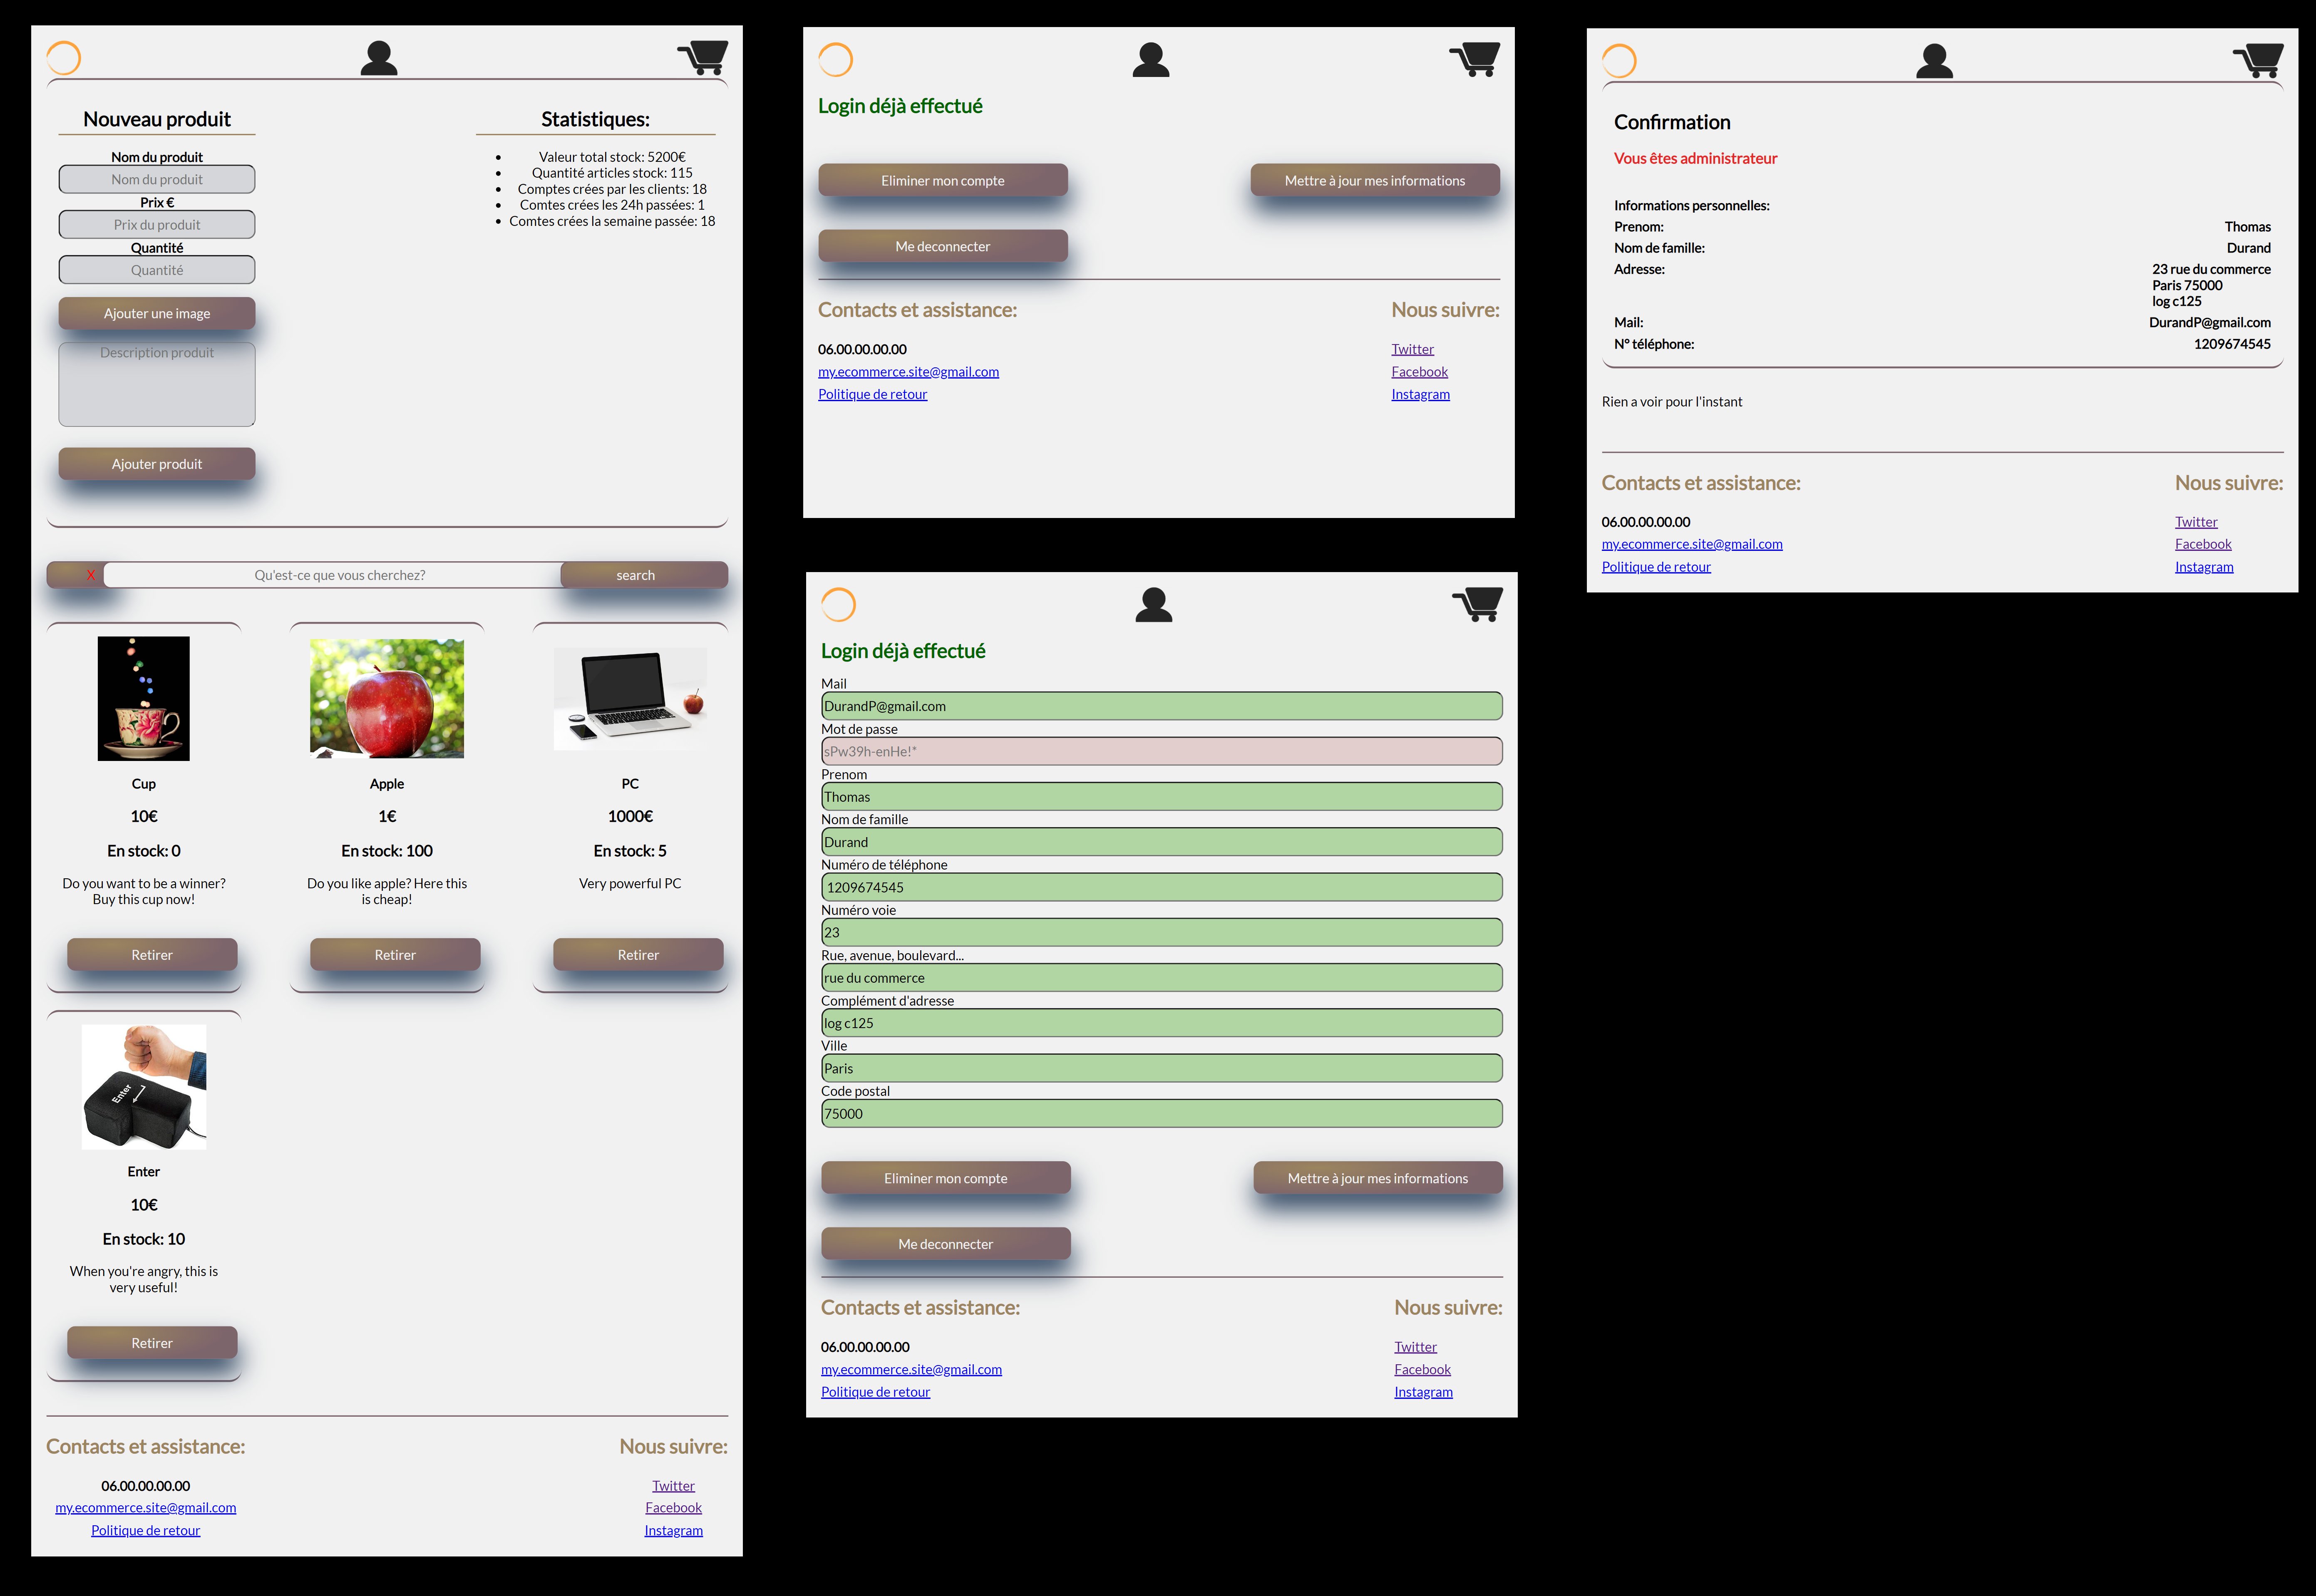 Nouveau produit
Nom du produit
Nom du produit
Prix €
Prix du produit
Quantité
Quantité
Ajouter une image
Description produit
Ajouter produit
Statistiques:
Valeur total stock: 5200€
Quantité articles stock: 115
Comptes crées par les clients: 18
Comtes crées les 24h passées: 1
Comtes crées la semaine passée: 18
X
Qu'est-ce que vous cherchez?
search
Cup
10€
En stock: 0
Do you want to be a winner?
Buy this cup now!
Retirer
Apple
1€
En stock: 100
Do you like apple? Here this
is cheap!
Retirer
PC
1000€
En stock: 5
Very powerful PC
Retirer
Enter
Enter
10€
En stock: 10
When you're angry, this is
very useful!
Retirer
Contacts et assistance:
06.00.00.00.00
my.ecommerce.site@gmail.com
Politique de retour
Nous suivre:
Twitter
Facebook
Instagram
Login déjà effectué
Eliminer mon compte
Mettre à jour mes informations
Me deconnecter
Contacts et assistance:
06.00.00.00.00
my.ecommerce.site@gmail.com
Politique de retour
Nous suivre:
Twitter
Facebook
Instagram
Login déjà effectué
Mail
DurandP@gmail.com
Mot de passe
sPw39h-enHe!*
Prenom
Thomas
Nom de famille
Durand
Numéro de téléphone
1209674545
Numéro voie
23
Rue, avenue, boulevard...
rue du commerce
Complément d'adresse
log c125
Ville
Paris
Code postal
75000
Eliminer mon compte
Mettre à jour mes informations
Me deconnecter
Contacts et assistance:
06.00.00.00.00
my.ecommerce.site@gmail.com
Politique de retour
Nous suivre:
Twitter
Facebook
Instagram
Confirmation
Vous êtes administrateur
Informations personnelles:
Prenom: Thomas
Nom de famille: Durand
Adresse: 23 rue du commerce
Paris 75000
log c125
Mail: DurandP@gmail.com
N° téléphone: 1209674545
Rien a voir pour l'instant
Contacts et assistance:
06.00.00.00.00
my.ecommerce.site@gmail.com
Politique de retour
Nous suivre:
Twitter
Facebook
Instagram